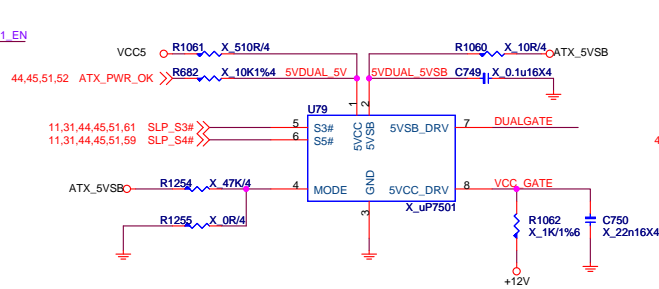 1_EN
VCC5
R1061 X_510R/4
R1060 X_10R/4
ATX_5VSB
44,45,51,52 ATX_PWR_OK
R682 X_10K1%4
5VDUAL_5V
5VDUAL_5VSB
C749 X_0.1u16X4
1
2
U79
11,31,44,45,51,61 SLP_S3#
5
S3#
5VCC
5VSB
5VSB_DRV
7
DUALGATE
11,31,44,45,51,59 SLP_S4#
6
S5#
4
ATX_5VSB
R1254 X_47K/4
4
MODE
GND
5VCC_DRV
8
VCC_GATE
3
X_uP7501
R1255 X_0R/4
R1062
X_1K/1%6
C750
X_22n16X4
+12V